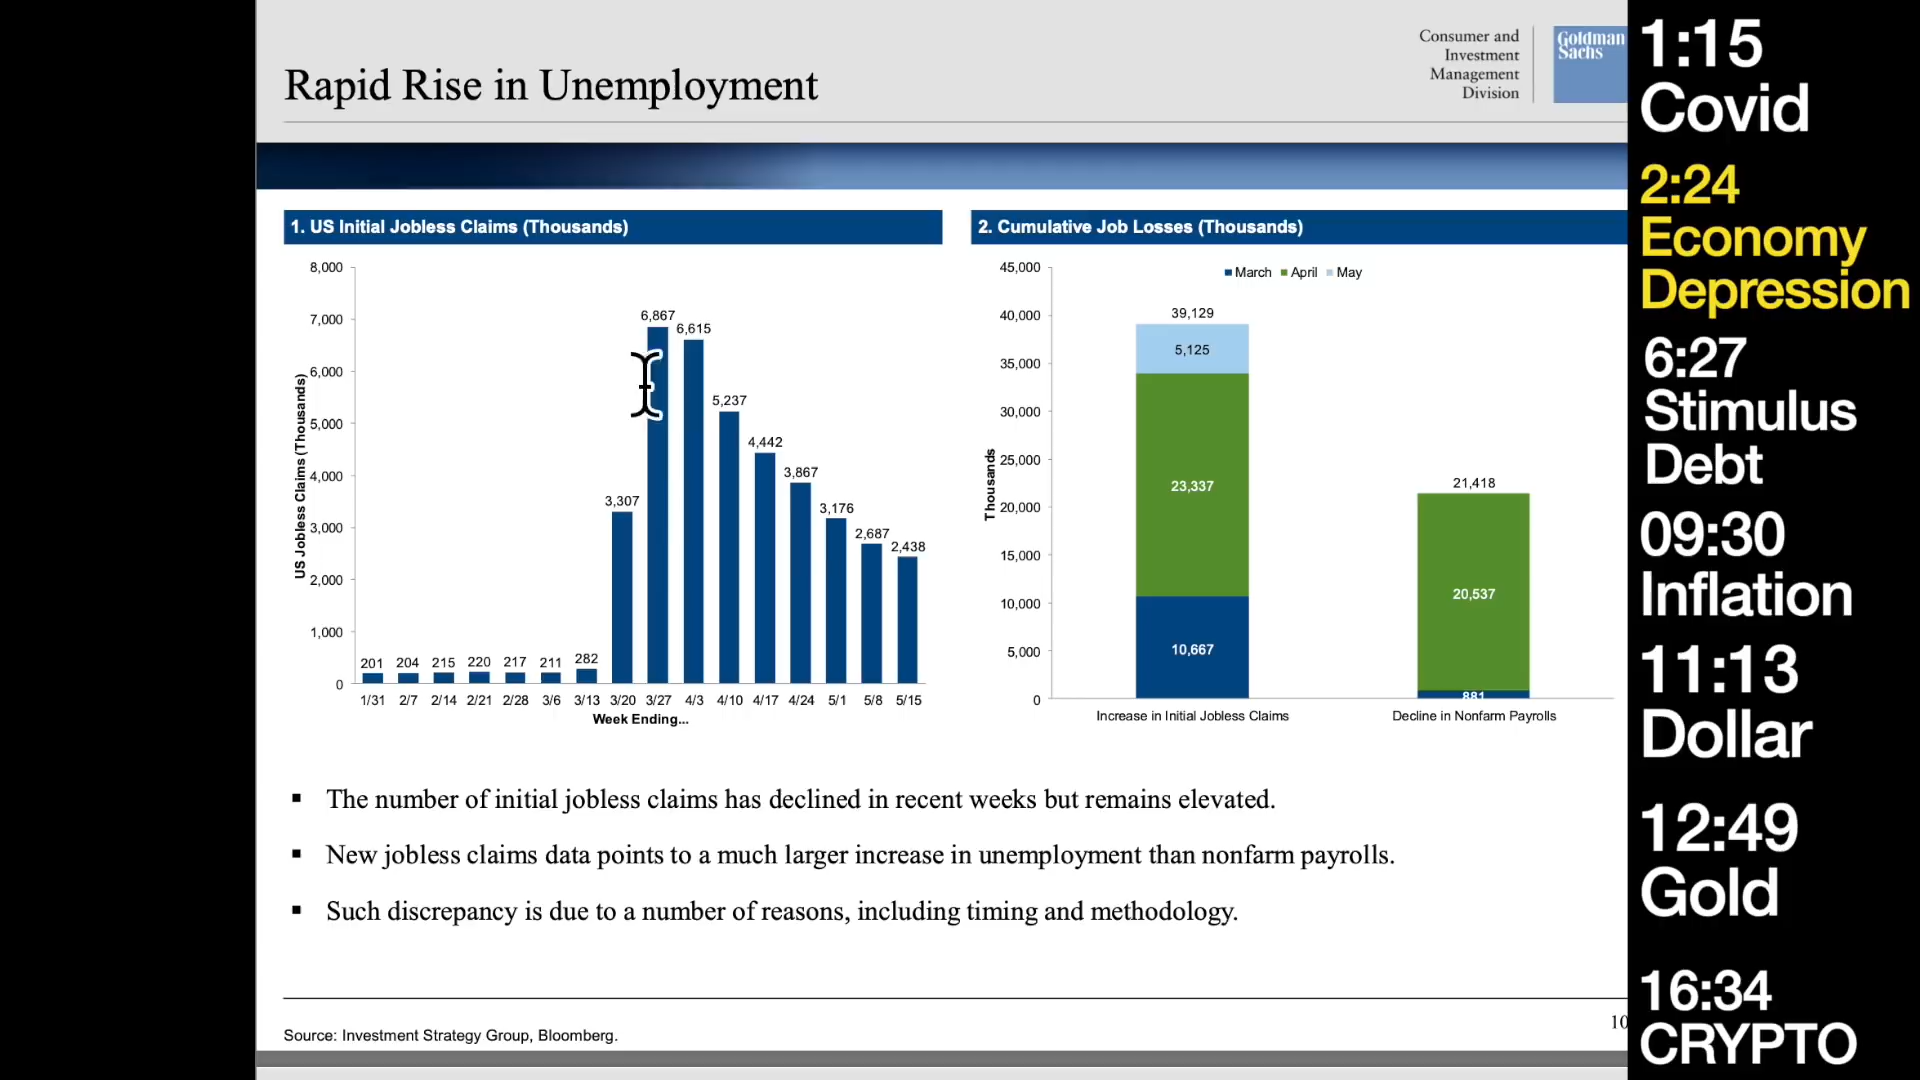 Rapid Rise in Unemployment
Consumer and
Investment
Management
Division
Goldman
Sachs
1. US Initial Jobless Claims (Thousands)
US Jobless Claims (Thousands)
8,000
7,000
6,000
5,000
4,000
3,000
2,000
1,000
0
201
204
215
220
217
211
282
3,307
6,867
6,615
5,237
4,442
3,867
3,176
2,687
2,438
1/31 2/7 2/14 2/21 2/28 3/6 3/13 3/20 3/27 4/3 4/10 4/17 4/24 5/1 5/8 5/15
Week Ending...
2. Cumulative Job Losses (Thousands)
March April May
Thousands
45,000
40,000
35,000
30,000
25,000
20,000
15,000
10,000
5,000
0
39,129
5,125
23,337
10,667
21,418
20,537
881
Increase in Initial Jobless Claims
Decline in Nonfarm Payrolls
▪ The number of initial jobless claims has declined in recent weeks but remains elevated.
▪ New jobless claims data points to a much larger increase in unemployment than nonfarm payrolls.
▪ Such discrepancy is due to a number of reasons, including timing and methodology.
Source: Investment Strategy Group, Bloomberg.
10
1:15
Covid
2:24
Economy
Depression
6:27
Stimulus
Debt
09:30
Inflation
11:13
Dollar
12:49
Gold
16:34
CRYPTO